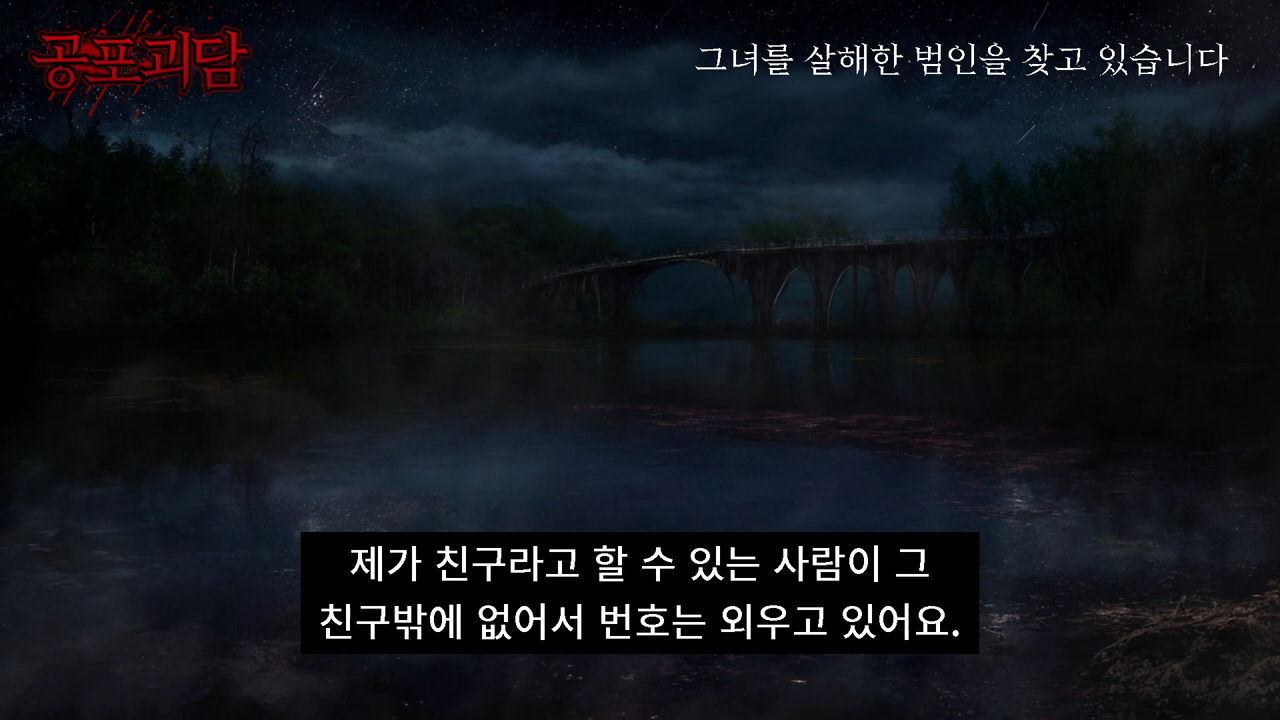 공포괴담
그녀를 살해한 범인을 찾고 있습니다
제가 친구라고 할 수 있는 사람이 그
친구밖에 없어서 번호는 외우고 있어요.